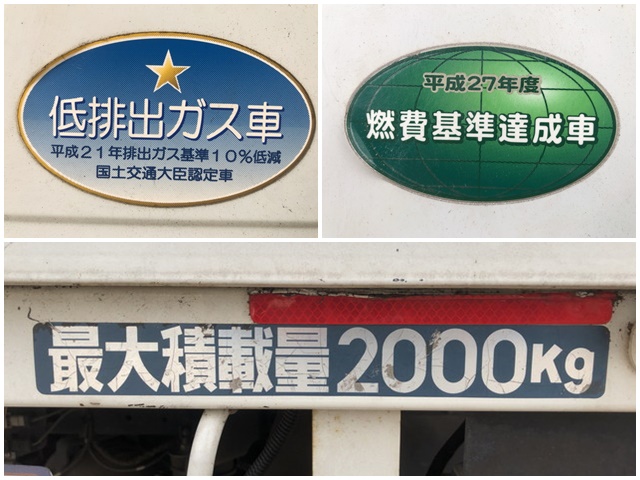 低排出ガス車
平成21年排出ガス基準10%低減
国土交通大臣認定車
平成27年度
燃費基準達成車
最大積載量2000Kg